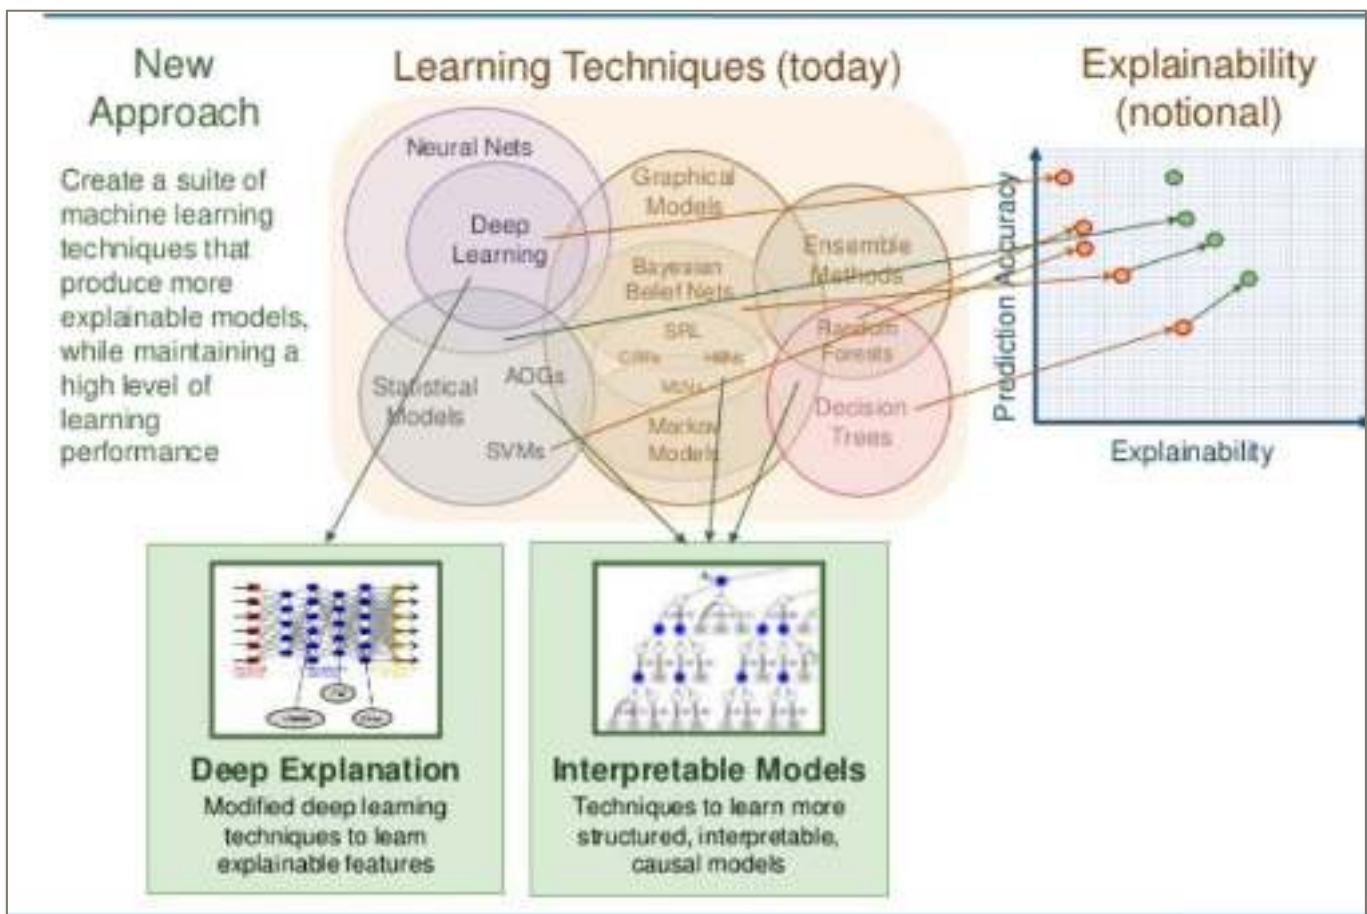 New
Approach
Create a suite of
machine learning
techniques that
produce more
explainable models,
while maintaining a
high level of
learning
performance
Learning Techniques (today)
Neural Nets
Deep
Learning
Graphical
Models
Ensemble
Methods
Bayesian
Belief Nets
SRL
Random
Forests
AOGs
Statistical
Models
SVMs
Markov
Models
Decision
Trees
Explainability
(notional)
Prediction Accuracy
Explainability
Deep Explanation
Modified deep learning
techniques to learn
explainable features
Interpretable Models
Techniques to learn more
structured, interpretable,
causal models